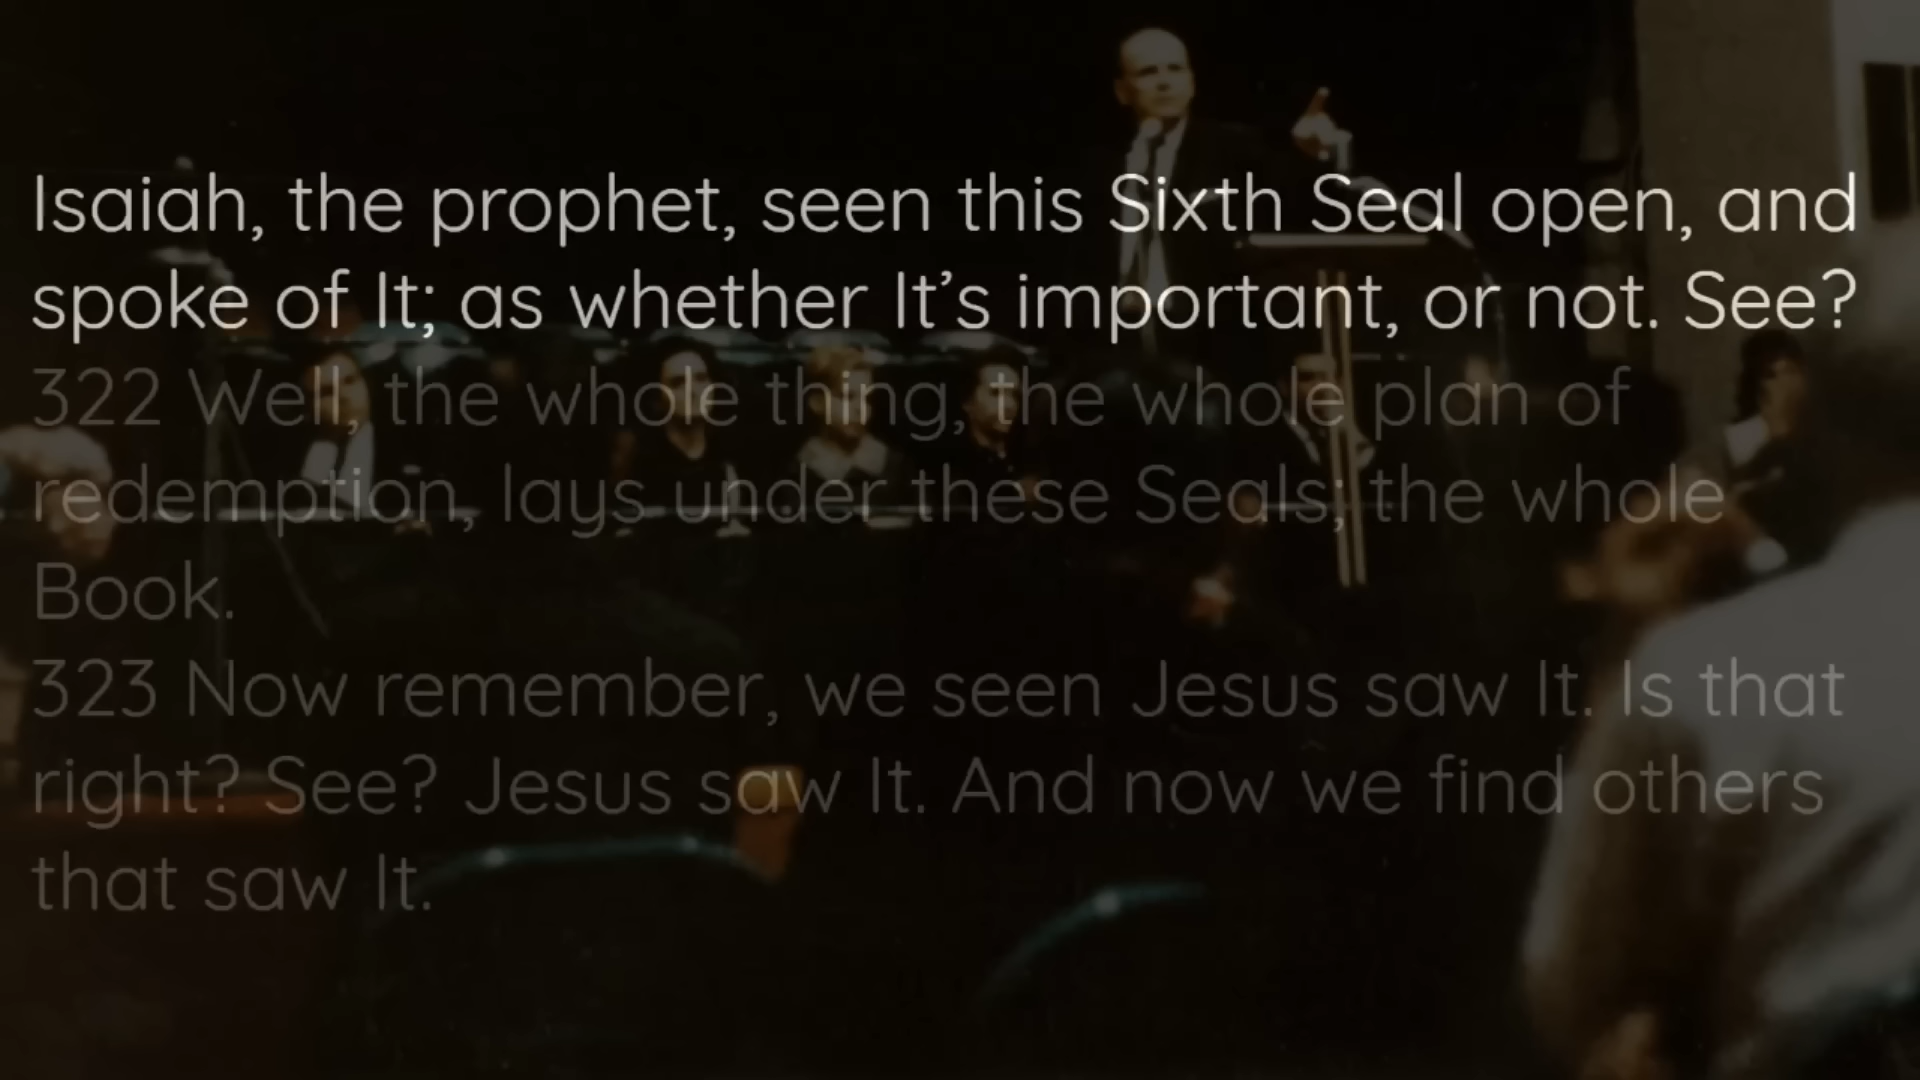 Isaiah, the prophet, seen this Sixth Seal open, and
spoke of It; as whether It’s important, or not. See?
322 Well, the whole thing, the whole plan of
redemption, lays under these Seals; the whole
Book.
323 Now remember, we seen Jesus saw It. Is that
right? See? Jesus saw It. And now we find others
that saw It.